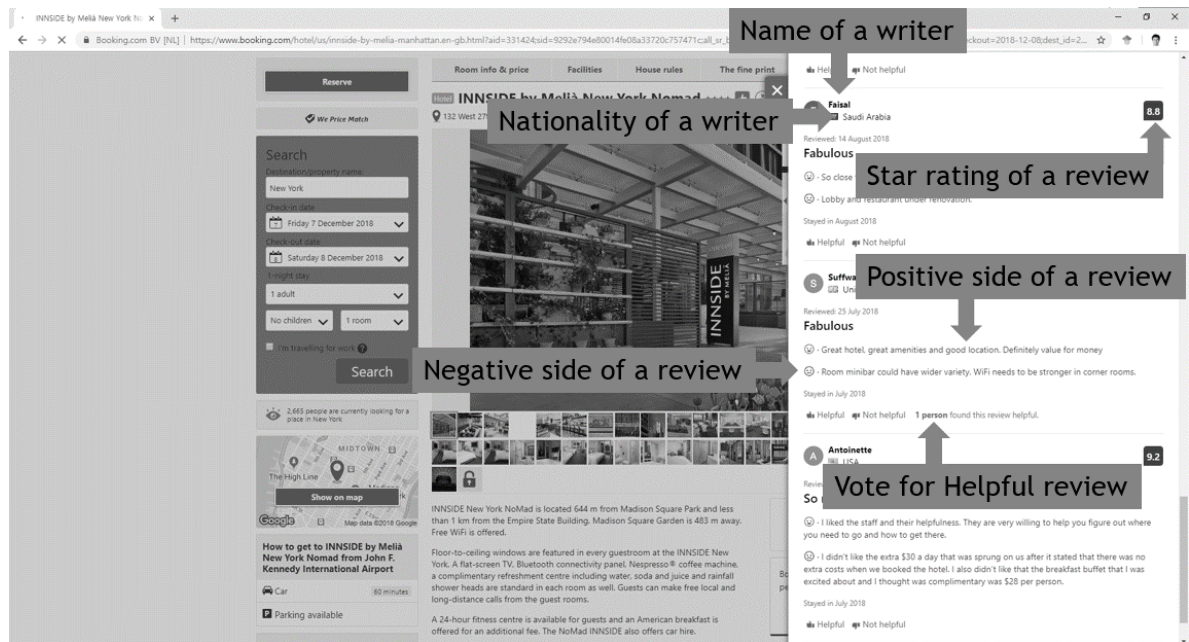 INNSIDE by Meliá New York No
Booking.com BV [NL] | https://www.booking.com/hotel/us/innside-by-melia-manhattan.en-gb.html?aid=331424;sid=9292e794e80014fe08a33720c757471c;all_sr_b
eckout=2018-12-08;dest_id=2...
Name of a writer
Reserve
We Price Match
Search
Destination/property name:
New York
Check-in date
Friday 7 December 2018
Check-out date
Saturday 8 December 2018
1-night stay
1 adult
No children
1 room
I'm travelling for work
Search
2,665 people are currently looking for a
place in New York
MIDTOWN
The High Line
Show on map
Google
Map data ©2018 Google
How to get to INNSIDE by Meliá
New York Nomad from John F.
Kennedy International Airport
Car
60 minutes
Parking available
Room info & price
Facilities
House rules
The fine print
Hotel
INNSIDE by Meliá New York Nomad
132 West 27
Nationality of a writer
INNSIDE
BY MELIÁ
Negative side of a review
INNSIDE New York NoMad is located 644 m from Madison Square Park and less
than 1 km from the Empire State Building. Madison Square Garden is 483 m away.
Free WiFi is offered.
Floor-to-ceiling windows are featured in every guestroom at the INNSIDE New
York. A flat-screen TV, Bluetooth connectivity panel, Nespresso® coffee machine,
a complimentary refreshment centre including water, soda and juice and rainfall
shower heads are standard in each room as well. Guests can make free local and
long-distance calls from the guest rooms.
A 24-hour fitness centre is available for guests and an American breakfast is
offered for an additional fee. The NoMad INNSIDE also offers car hire.
Helpful
Not helpful
Faisal
Saudi Arabia
8.8
Reviewed: 14 August 2018
Fabulous
Star rating of a review
· So close
· Lobby and restaurant under renovation.
Stayed in August 2018
Helpful
Not helpful
S
Suffwa
Uni
Positive side of a review
Reviewed: 25 July 2018
Fabulous
· Great hotel, great amenities and good location. Definitely value for money
· Room minibar could have wider variety. WiFi needs to be stronger in corner rooms.
Stayed in July 2018
Helpful
Not helpful
1 person found this review helpful.
A
Antoinette
USA
9.2
Vote for Helpful review
Revie
So
· I liked the staff and their helpfulness. They are very willing to help you figure out where
you need to go and how to get there.
· I didn't like the extra $30 a day that was sprung on us after it stated that there was no
extra costs when we booked the hotel. I also didn't like that the breakfast buffet that I was
excited about and I thought was complimentary was $28 per person.
Stayed in July 2018
Helpful
Not helpful